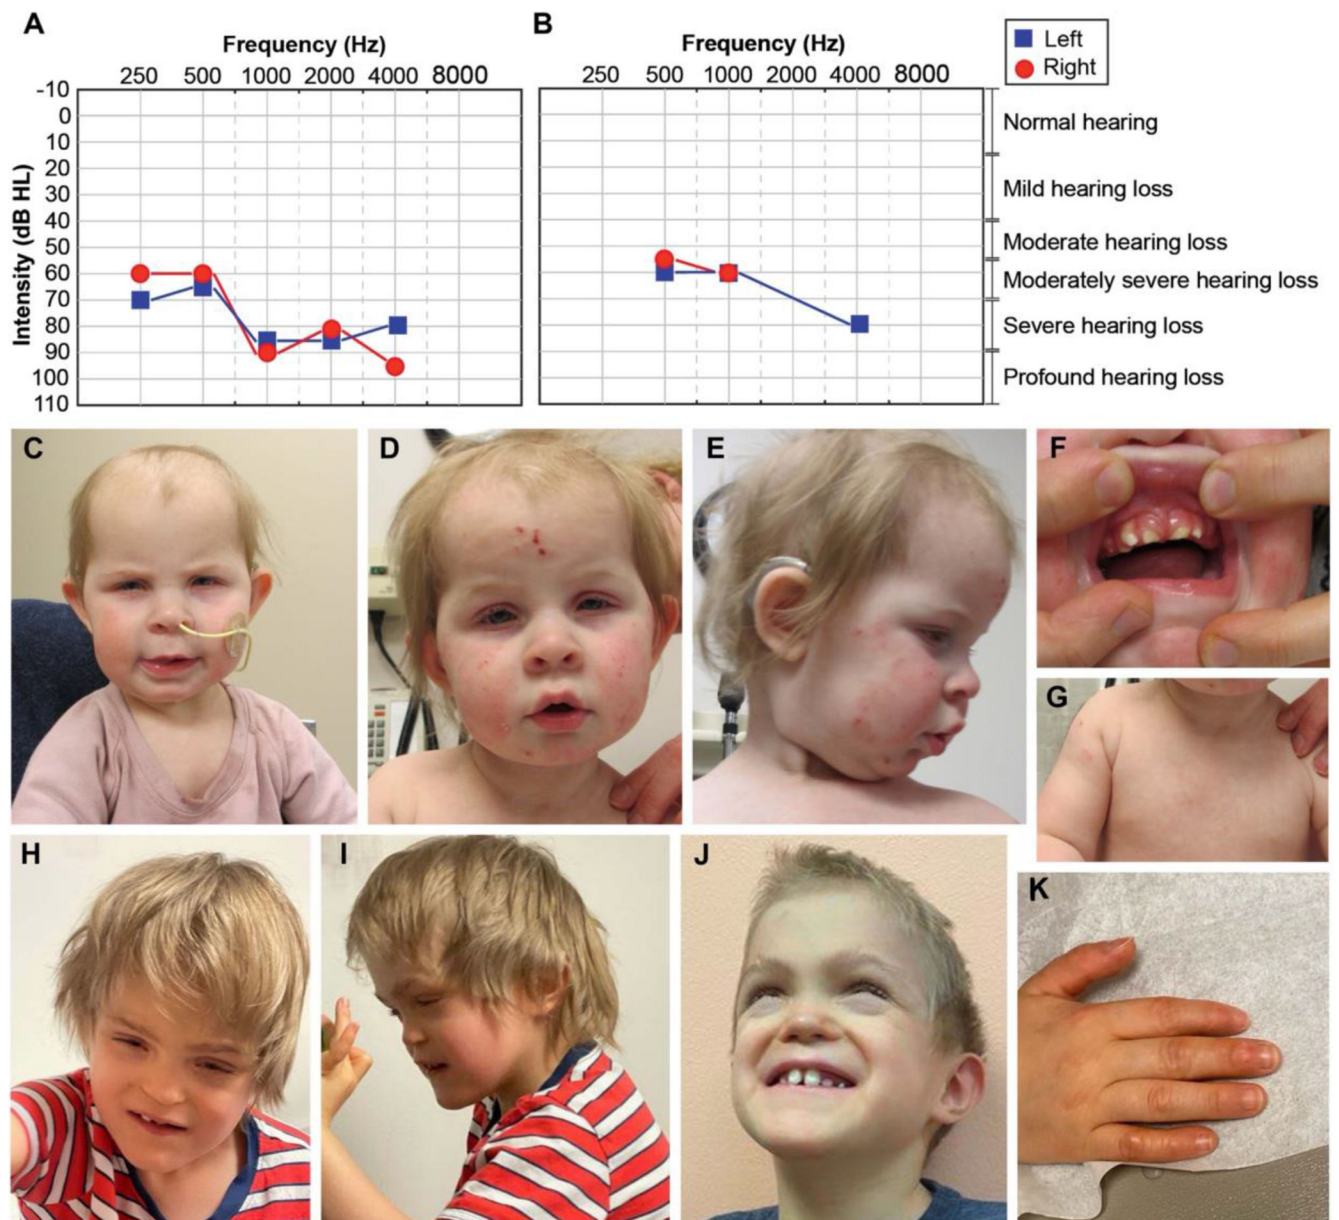 A
Frequency (Hz)
250 500 1000 2000 4000 8000
Intensity (dB HL)
-10
0
10
20
30
40
50
60
70
80
90
100
110
B
Frequency (Hz)
250 500 1000 2000 4000 8000
Left
Right
Normal hearing
Mild hearing loss
Moderate hearing loss
Moderately severe hearing loss
Severe hearing loss
Profound hearing loss
C
D
E
F
G
H
I
J
K